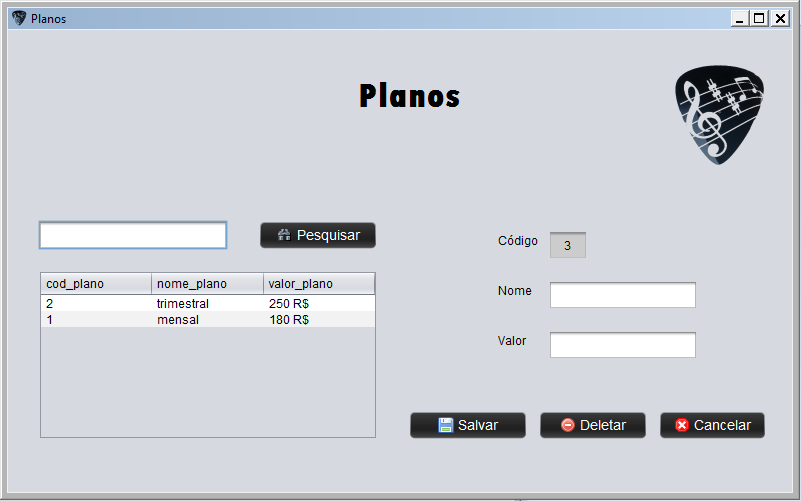 Planos
Planos
Pesquisar
cod_plano nome_plano valor_plano
2 trimestral 250 R$
1 mensal 180 R$
Código 3
Nome
Valor
Salvar Deletar Cancelar